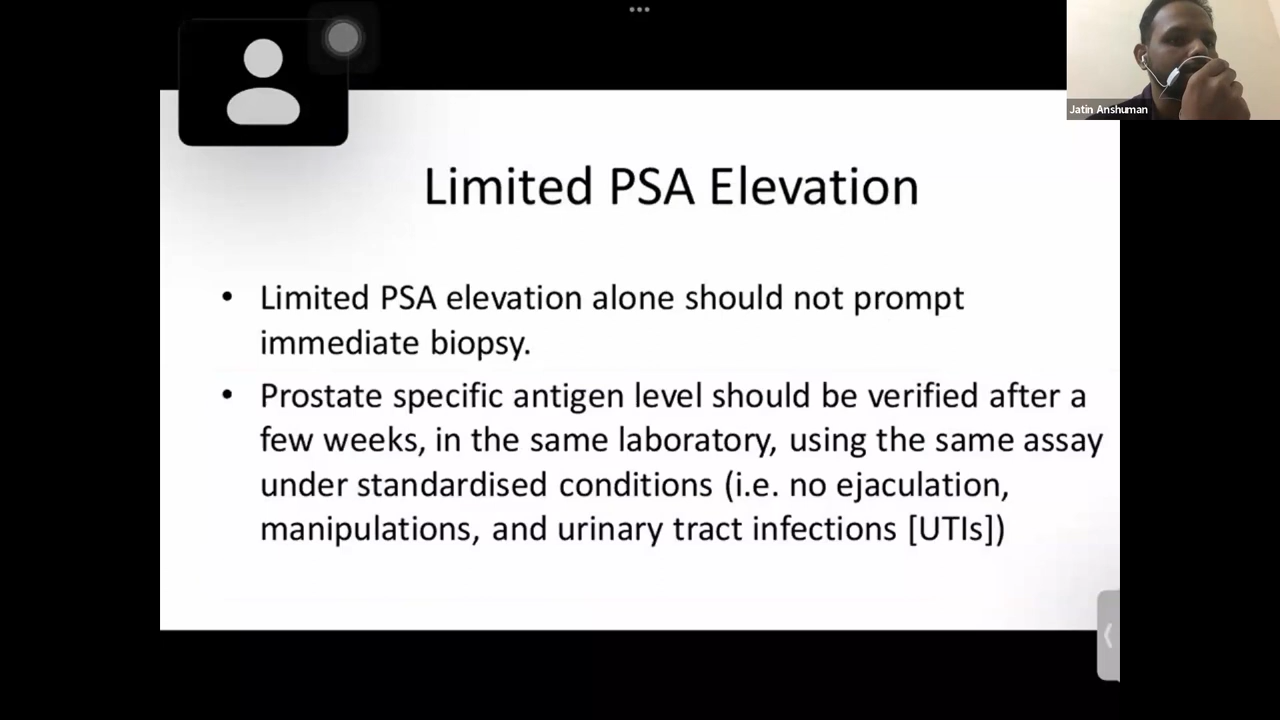 Jatin Anshuman
Limited PSA Elevation
• Limited PSA elevation alone should not prompt
immediate biopsy.
• Prostate specific antigen level should be verified after a
few weeks, in the same laboratory, using the same assay
under standardised conditions (i.e. no ejaculation,
manipulations, and urinary tract infections [UTIs])